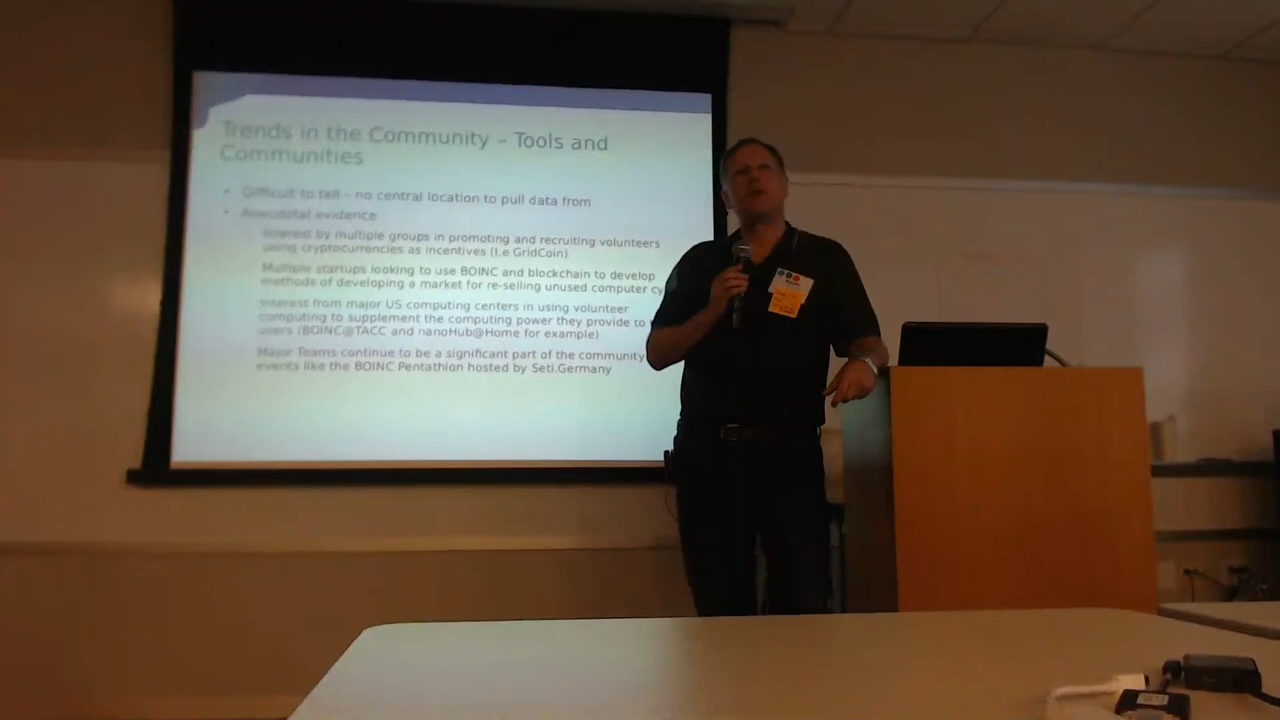 Trends in the Community – Tools and
Communities
• Difficult to tell – no central location to pull data from
• Anecdotal evidence
Interest by multiple groups in promoting and recruiting volunteers
using cryptocurrencies as incentives (I.e GridCoin)
Multiple startups looking to use BOINC and blockchain to develop
methods of developing a market for re-selling unused computer cy
Interest from major US computing centers in using volunteer
computing to supplement the computing power they provide to
users (BOINC@TACC and nanoHub@Home for example)
Major Teams continue to be a significant part of the community
events like the BOINC Pentathlon hosted by Seti.Germany